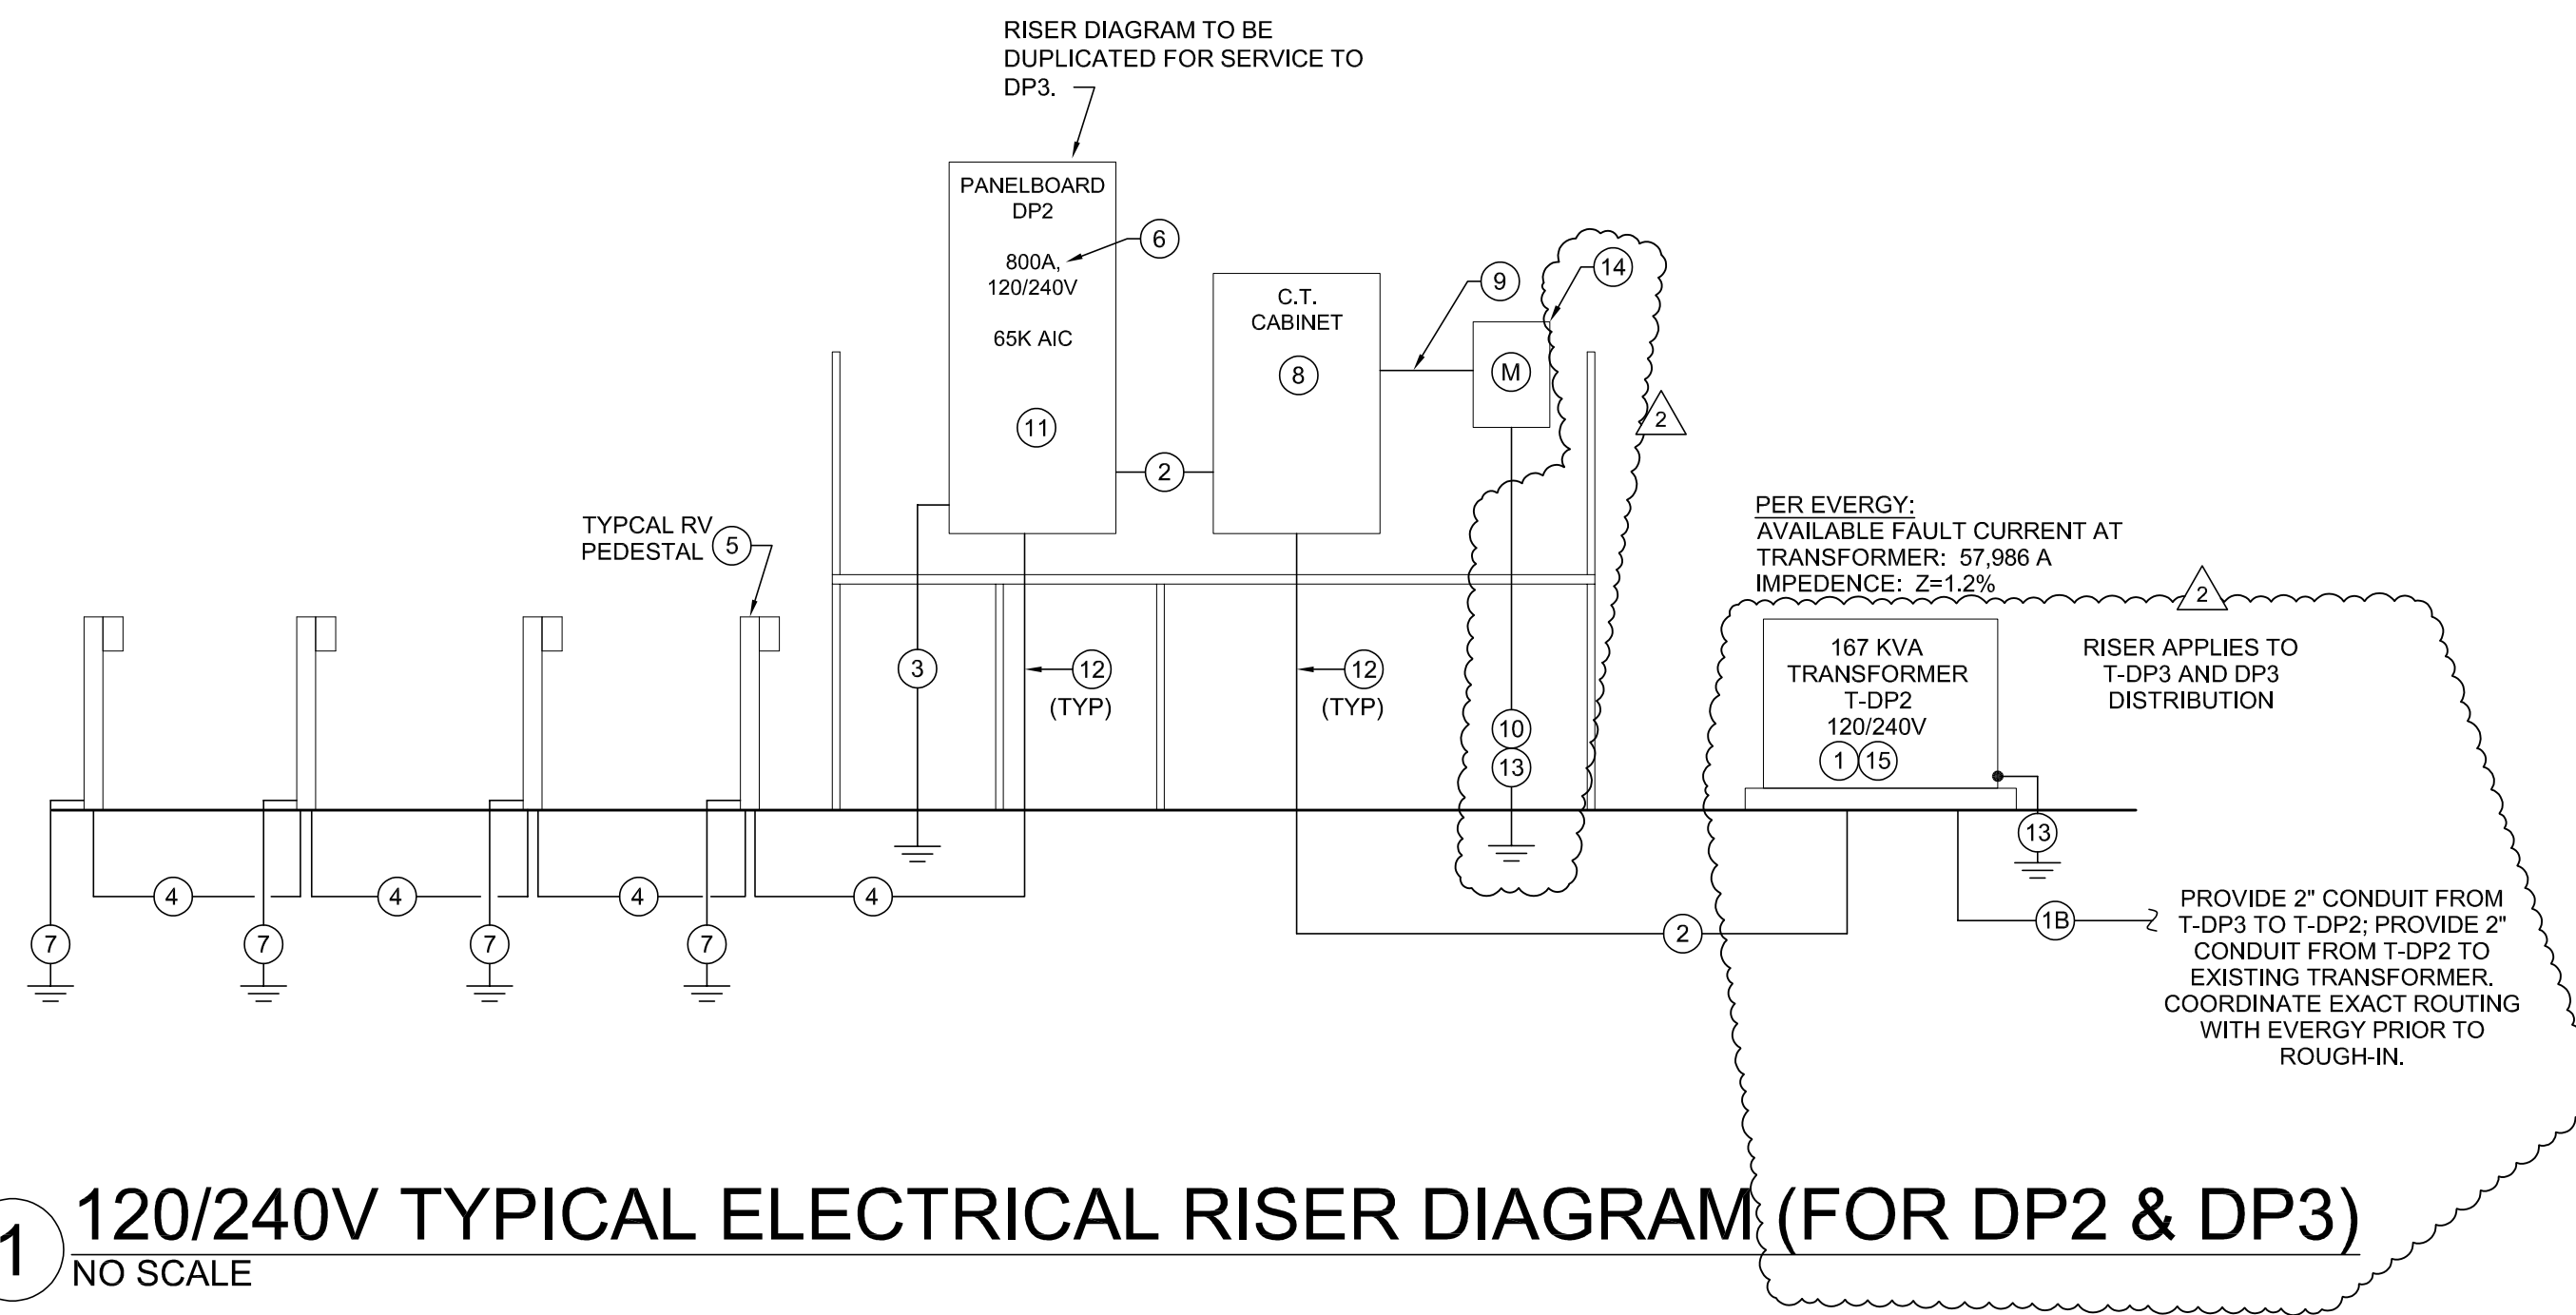 RISER DIAGRAM TO BE
DUPLICATED FOR SERVICE TO
DP3.
PANELBOARD
DP2
800A,
120/240V
65K AIC
11
6
C.T.
CABINET
8
9
14
M
2
2
TYPCAL RV
PEDESTAL
5
3
12
(TYP)
12
(TYP)
10
13
PER EVERGY:
AVAILABLE FAULT CURRENT AT
TRANSFORMER: 57,986 A
IMPEDENCE: Z=1.2%
2
167 KVA
TRANSFORMER
T-DP2
120/240V
1 15
RISER APPLIES TO
T-DP3 AND DP3
DISTRIBUTION
13
4
4
4
4
7
7
7
7
2
1B
PROVIDE 2" CONDUIT FROM
T-DP3 TO T-DP2; PROVIDE 2"
CONDUIT FROM T-DP2 TO
EXISTING TRANSFORMER.
COORDINATE EXACT ROUTING
WITH EVERGY PRIOR TO
ROUGH-IN.
1
120/240V TYPICAL ELECTRICAL RISER DIAGRAM (FOR DP2 & DP3)
NO SCALE